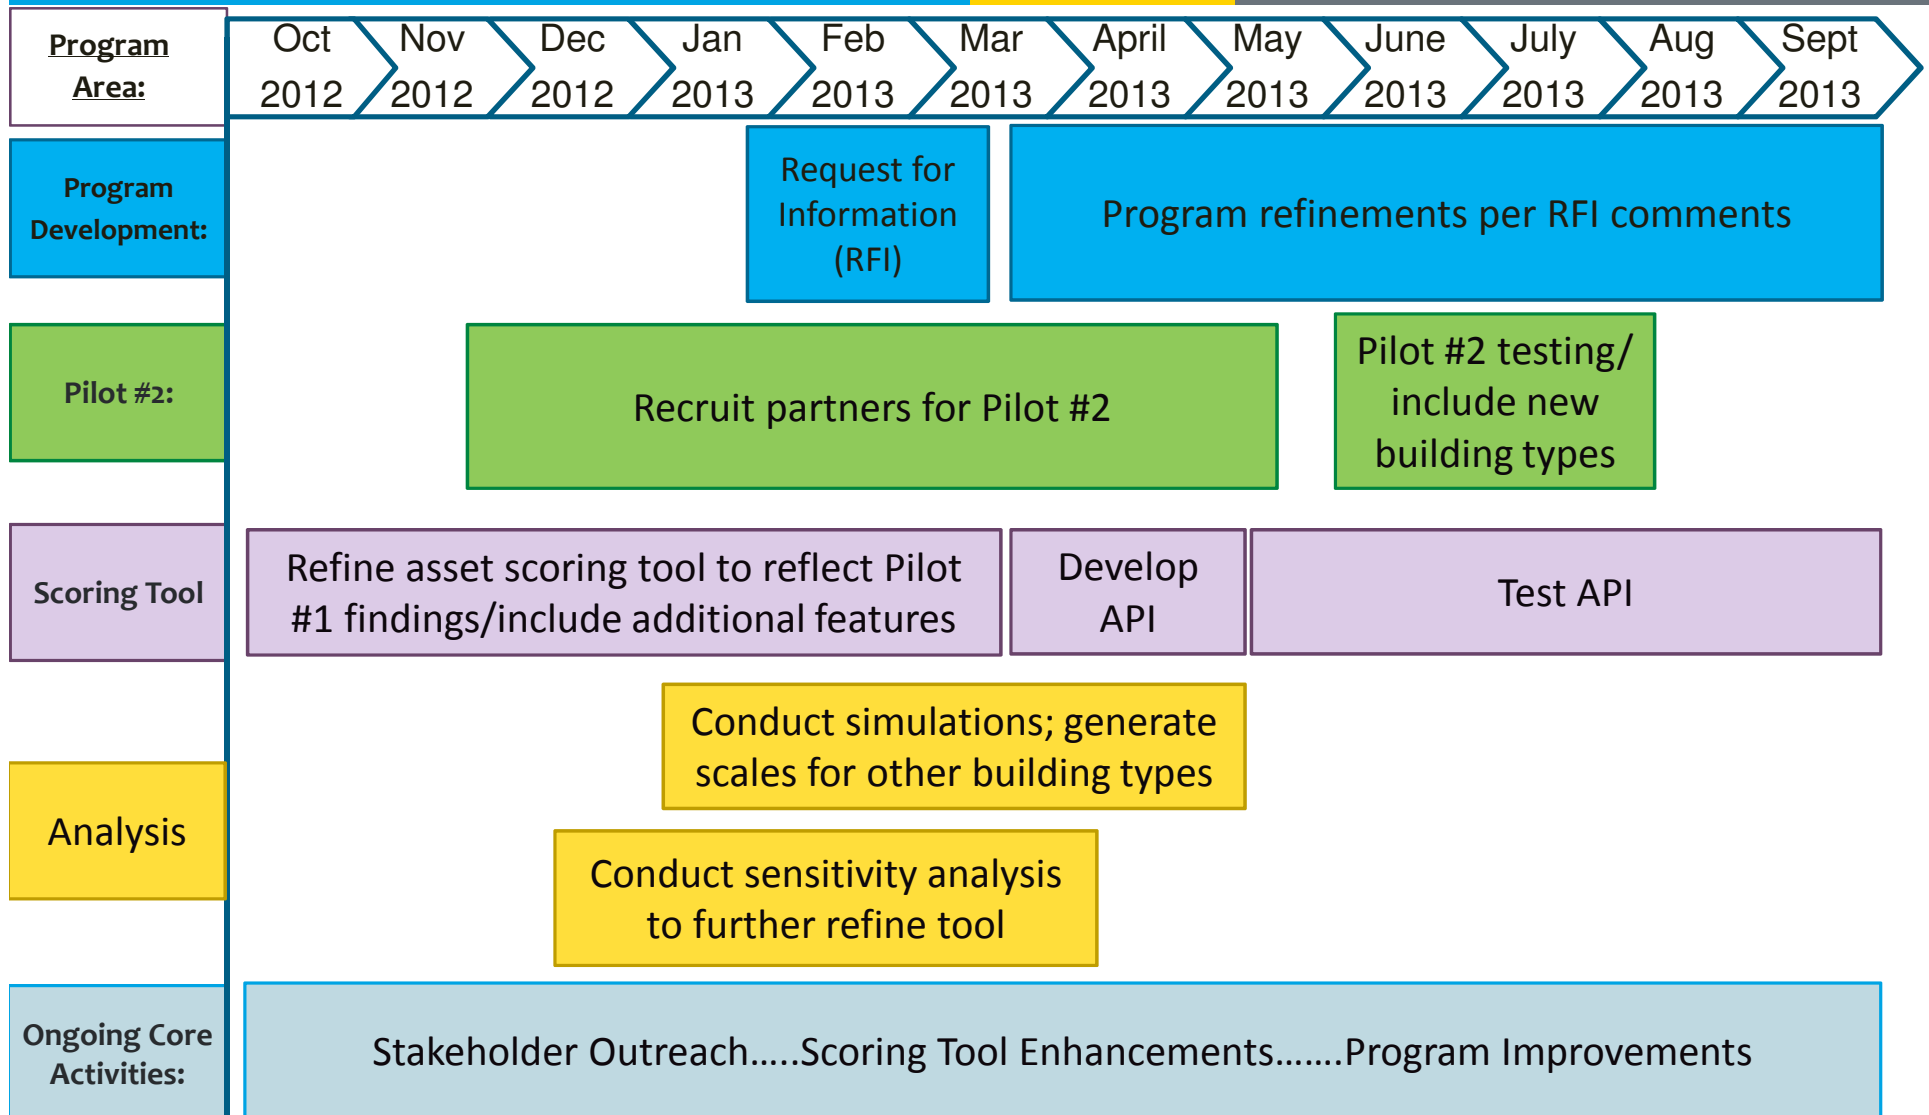 Program
Area:
Oct
2012
Nov
2012
Dec
2012
Jan
2013
Feb
2013
Mar
2013
April
2013
May
2013
June
2013
July
2013
Aug
2013
Sept
2013
Program
Development:
Request for
Information
(RFI)
Program refinements per RFI comments
Pilot #2:
Recruit partners for Pilot #2
Pilot #2 testing/
include new
building types
Scoring Tool
Refine asset scoring tool to reflect Pilot
#1 findings/include additional features
Develop
API
Test API
Analysis
Conduct simulations; generate
scales for other building types
Conduct sensitivity analysis
to further refine tool
Ongoing Core
Activities:
Stakeholder Outreach.....Scoring Tool Enhancements.......Program Improvements